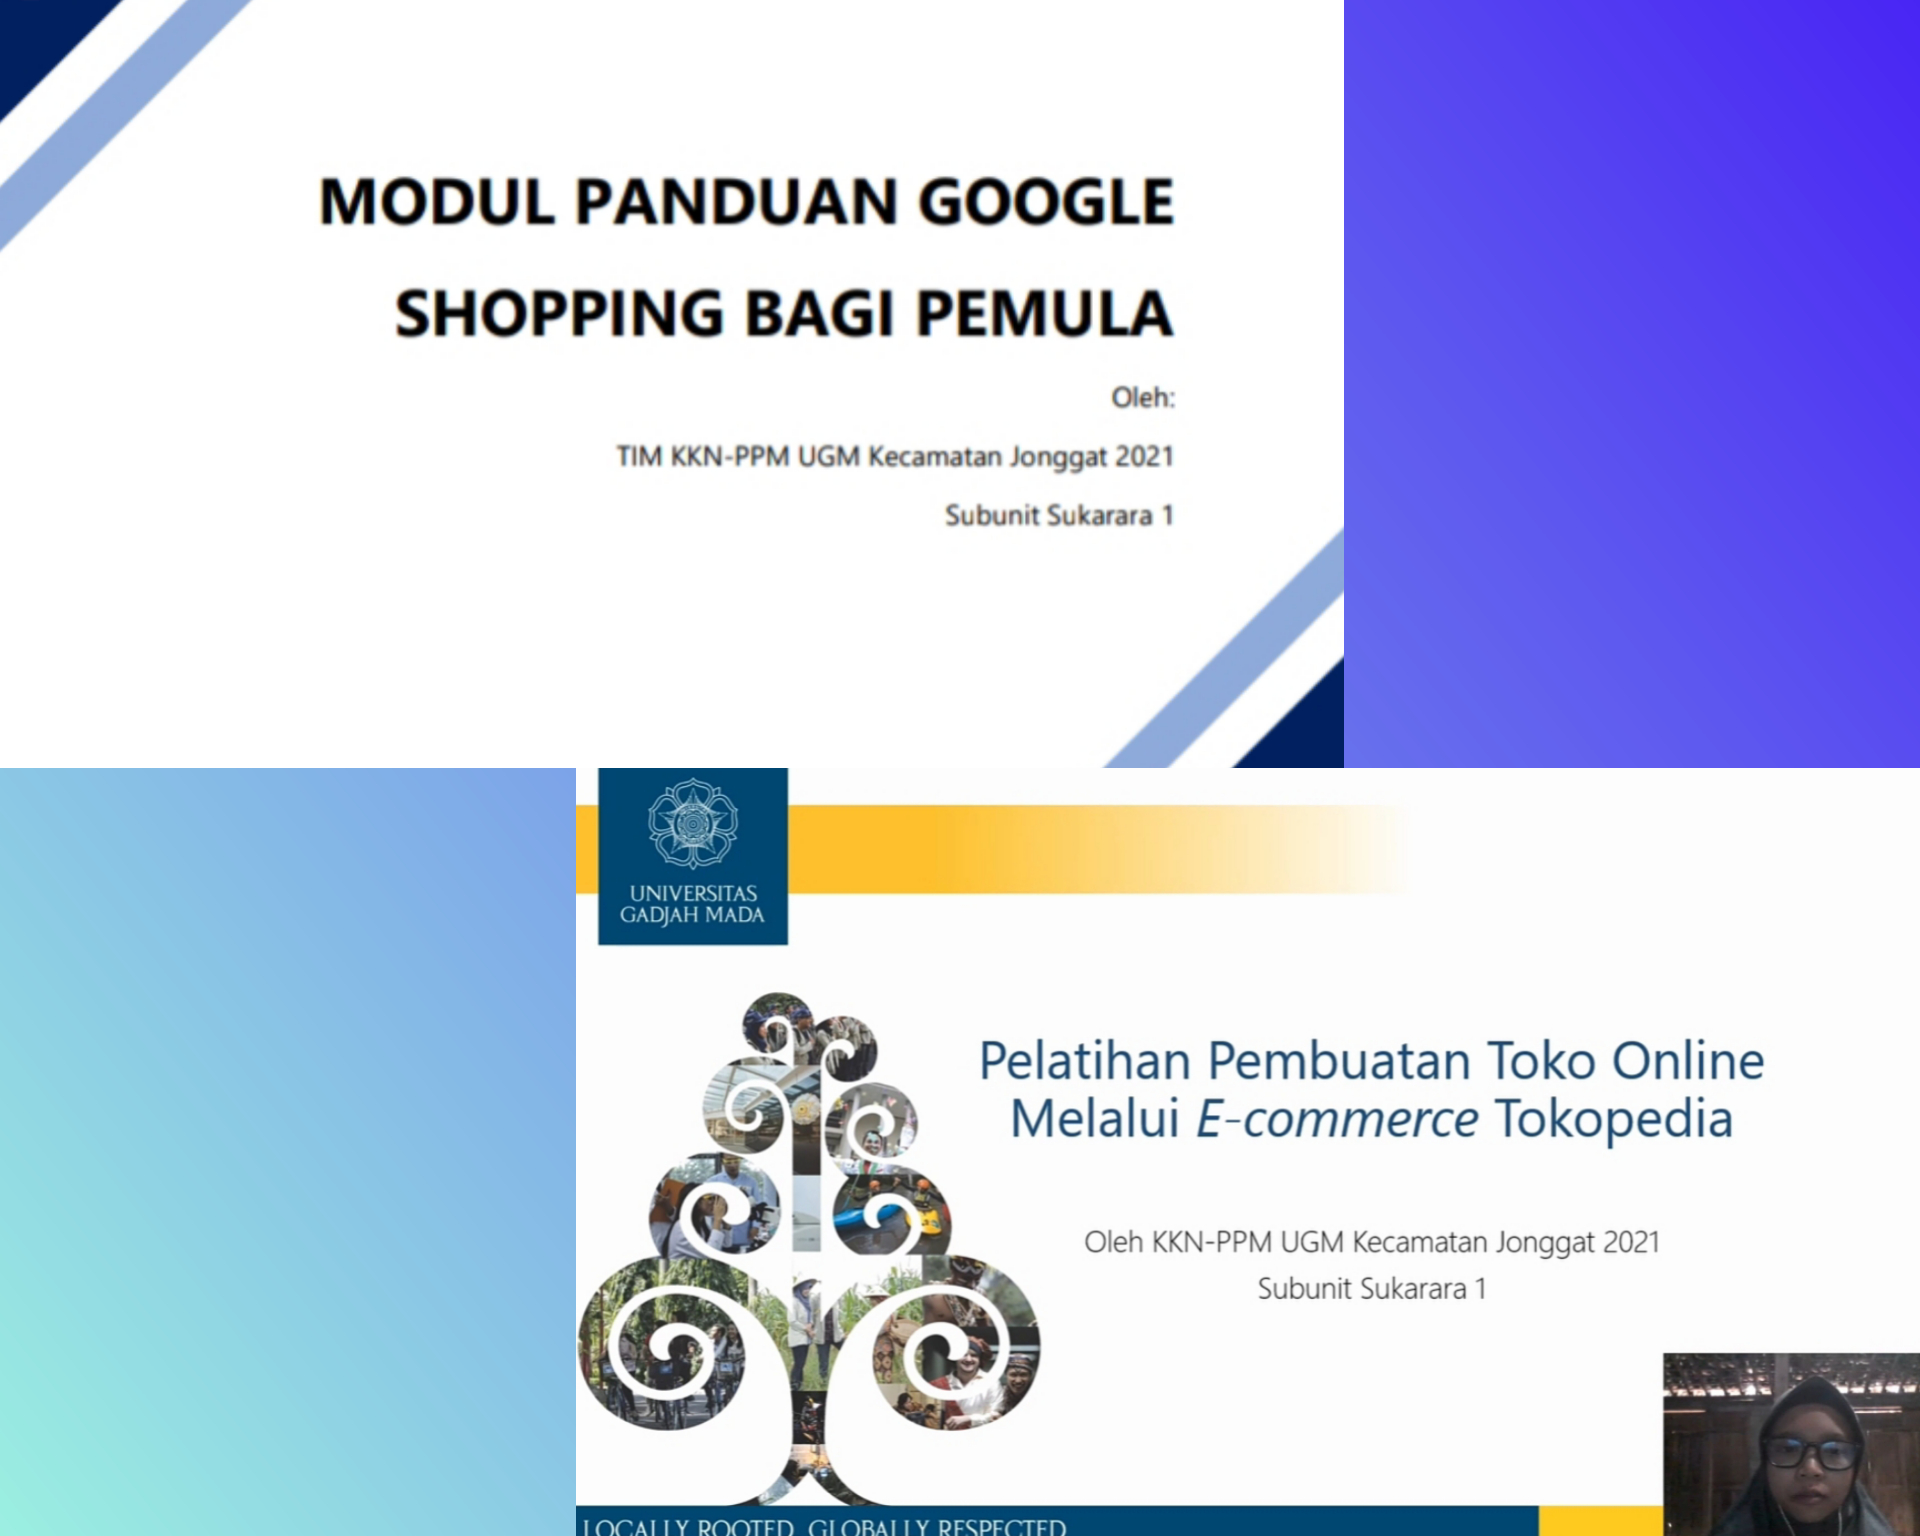 MODUL PANDUAN GOOGLE
SHOPPING BAGI PEMULA
Oleh:
TIM KKN-PPM UGM Kecamatan Jonggat 2021
Subunit Sukarara 1
UNIVERSITAS
GADJAH MADA
Pelatihan Pembuatan Toko Online
Melalui E-commerce Tokopedia
Oleh KKN-PPM UGM Kecamatan Jonggat 2021
Subunit Sukarara 1
LOCALLY ROOTED, GLOBALLY RESPECTED